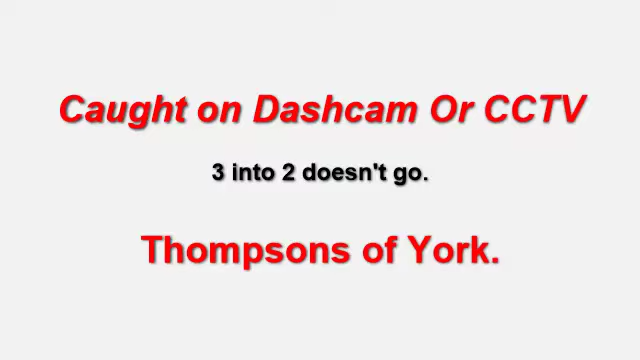 Caught on Dashcam Or CCTV
3 into 2 doesn't go.
Thompsons of York.